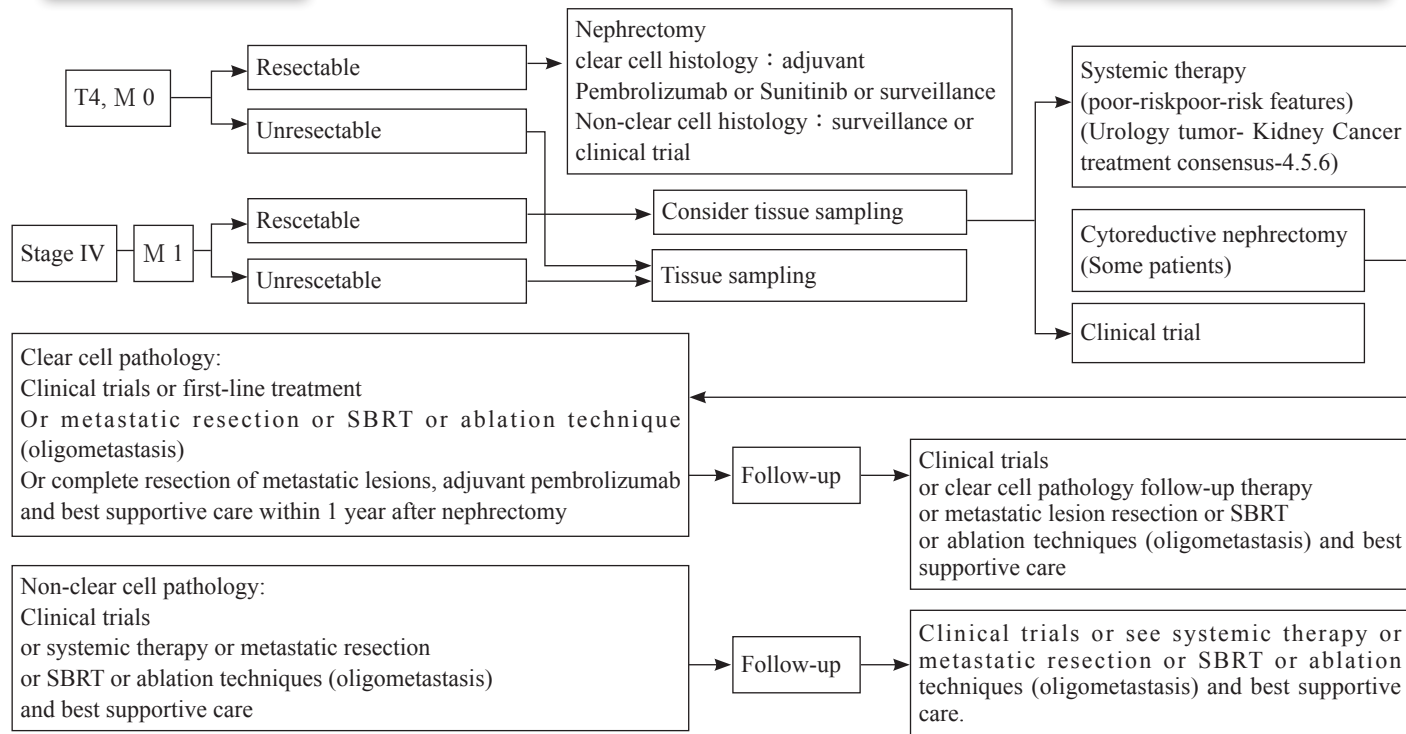 T4, M 0
Resectable
Unresectable
Nephrectomy
clear cell histology：adjuvant
Pembrolizumab or Sunitinib or surveillance
Non-clear cell histology：surveillance or
clinical trial
Stage IV
M 1
Rescetable
Unrescetable
Consider tissue sampling
Tissue sampling
Systemic therapy
(poor-riskpoor-risk features)
(Urology tumor- Kidney Cancer
treatment consensus-4.5.6)
Cytoreductive nephrectomy
(Some patients)
Clinical trial
Clear cell pathology:
Clinical trials or first-line treatment
Or metastatic resection or SBRT or ablation technique
(oligometastasis)
Or complete resection of metastatic lesions, adjuvant pembrolizumab
and best supportive care within 1 year after nephrectomy
Follow-up
Clinical trials
or clear cell pathology follow-up therapy
or metastatic lesion resection or SBRT
or ablation techniques (oligometastasis) and best
supportive care
Non-clear cell pathology:
Clinical trials
or systemic therapy or metastatic resection
or SBRT or ablation techniques (oligometastasis)
and best supportive care
Follow-up
Clinical trials or see systemic therapy or
metastatic resection or SBRT or ablation
techniques (oligometastasis) and best supportive
care.